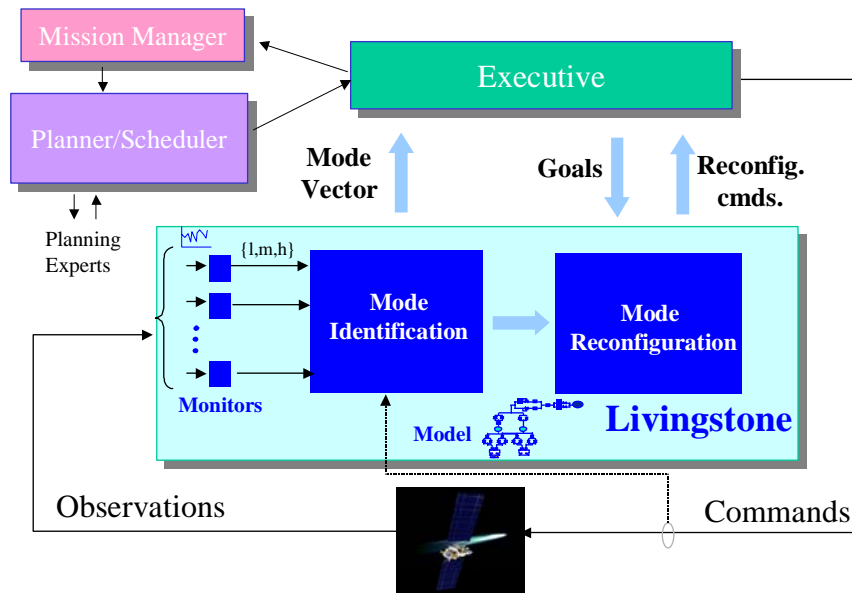 Mission Manager
Executive
Planner/Scheduler
Mode
Vector
Goals
Reconfig.
cmds.
Planning
Experts
{l,m,h}
Mode
Identification
Mode
Reconfiguration
Monitors
Model
Livingstone
Observations
Commands